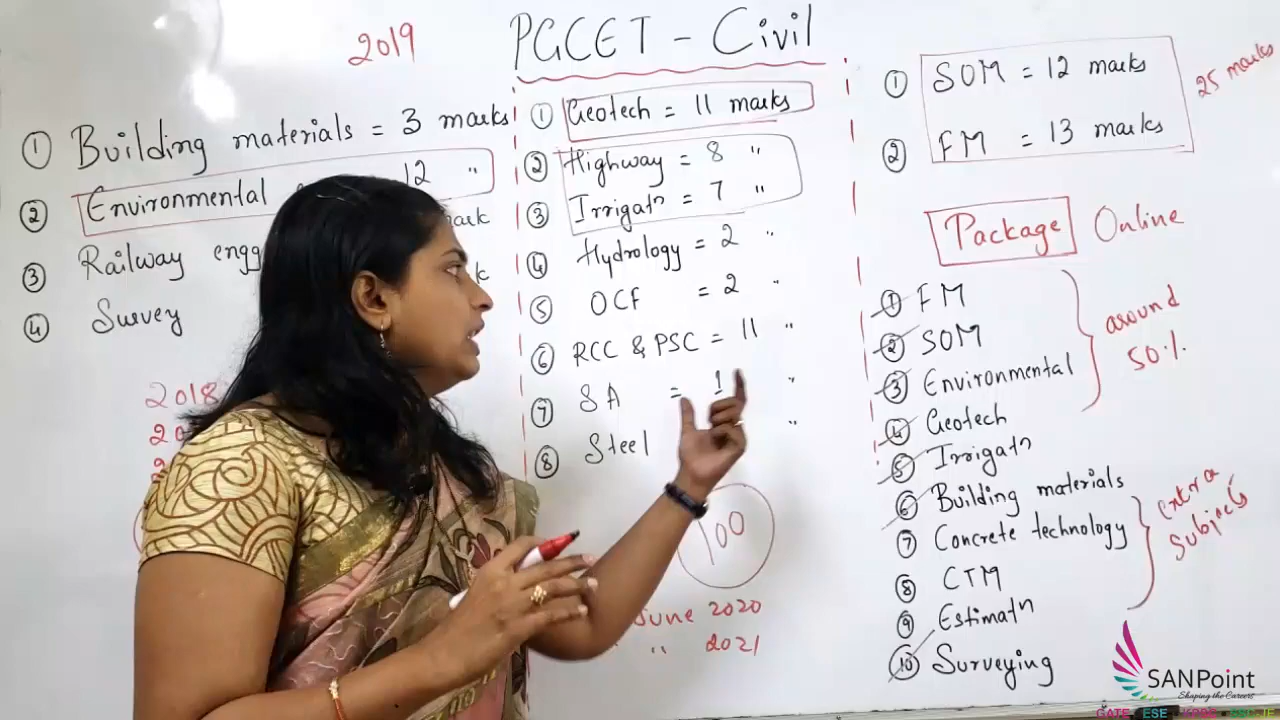 2019
PGCET - Civil
① Building materials = 3 marks
② Environmental 12 "
mark
③ Railway engg
k
④ Survey
2018
① Geotech = 11 marks
② Highway = 8 "
③ Irrigatn = 7 "
④ Hydrology = 2 "
⑤ OCF = 2 "
⑥ RCC & PSC = 11 "
⑦ SA = 1 "
⑧ Steel "
100
June 2020
" 2021
① SOM = 12 marks
② FM = 13 marks
25 marks
Package Online
① FM
② SOM
③ Environmental
④ Geotech
around
50%.
⑤ Irrigatn
⑥ Building materials
⑦ Concrete technology
⑧ CTM
⑨ Estimatn
⑩ Surveying
extra
subjects
SANPoint
Shaping the Careers
GATE ESE